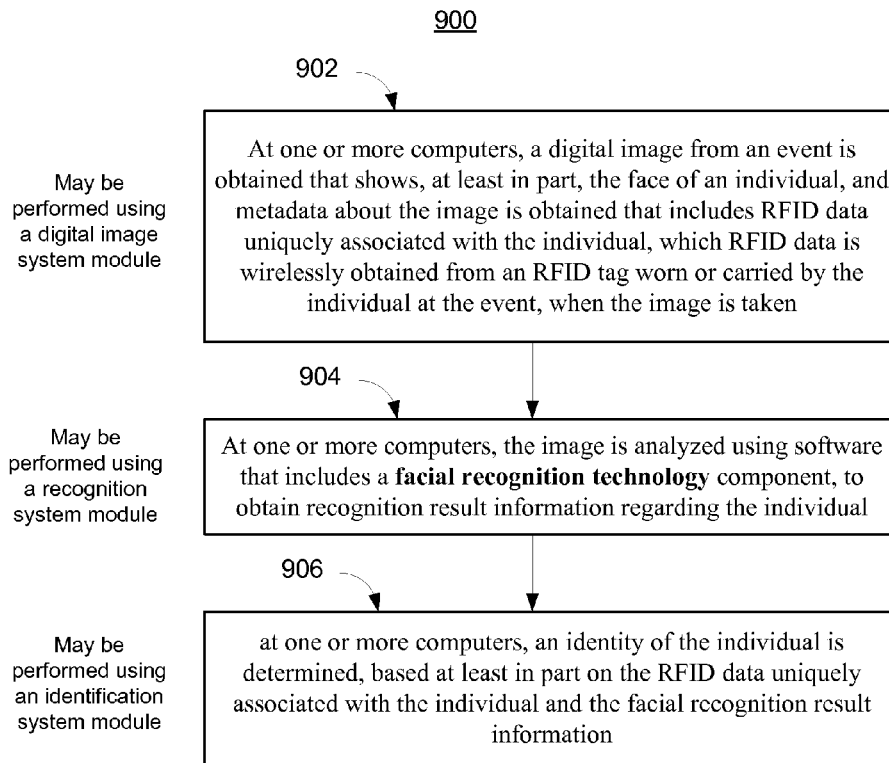 900
902
May be
performed using
a digital image
system module
At one or more computers, a digital image from an event is
obtained that shows, at least in part, the face of an individual, and
metadata about the image is obtained that includes RFID data
uniquely associated with the individual, which RFID data is
wirelessly obtained from an RFID tag worn or carried by the
individual at the event, when the image is taken
904
May be
performed using
a recognition
system module
At one or more computers, the image is analyzed using software
that includes a facial recognition technology component, to
obtain recognition result information regarding the individual
906
May be
performed using
an identification
system module
at one or more computers, an identity of the individual is
determined, based at least in part on the RFID data uniquely
associated with the individual and the facial recognition result
information